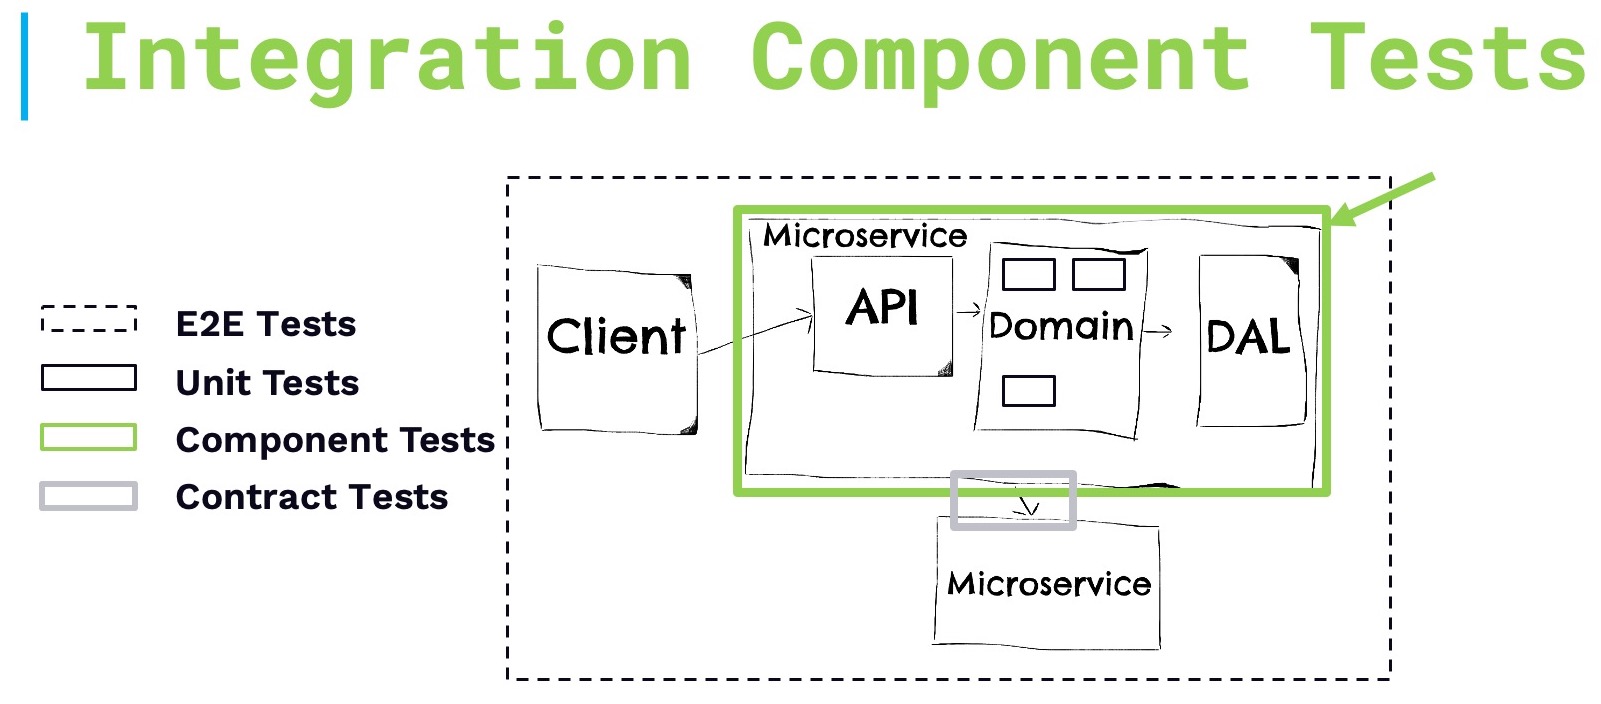 Integration Component Tests
E2E Tests
Unit Tests
Component Tests
Contract Tests
Microservice
Client
API
Domain
DAL
Microservice